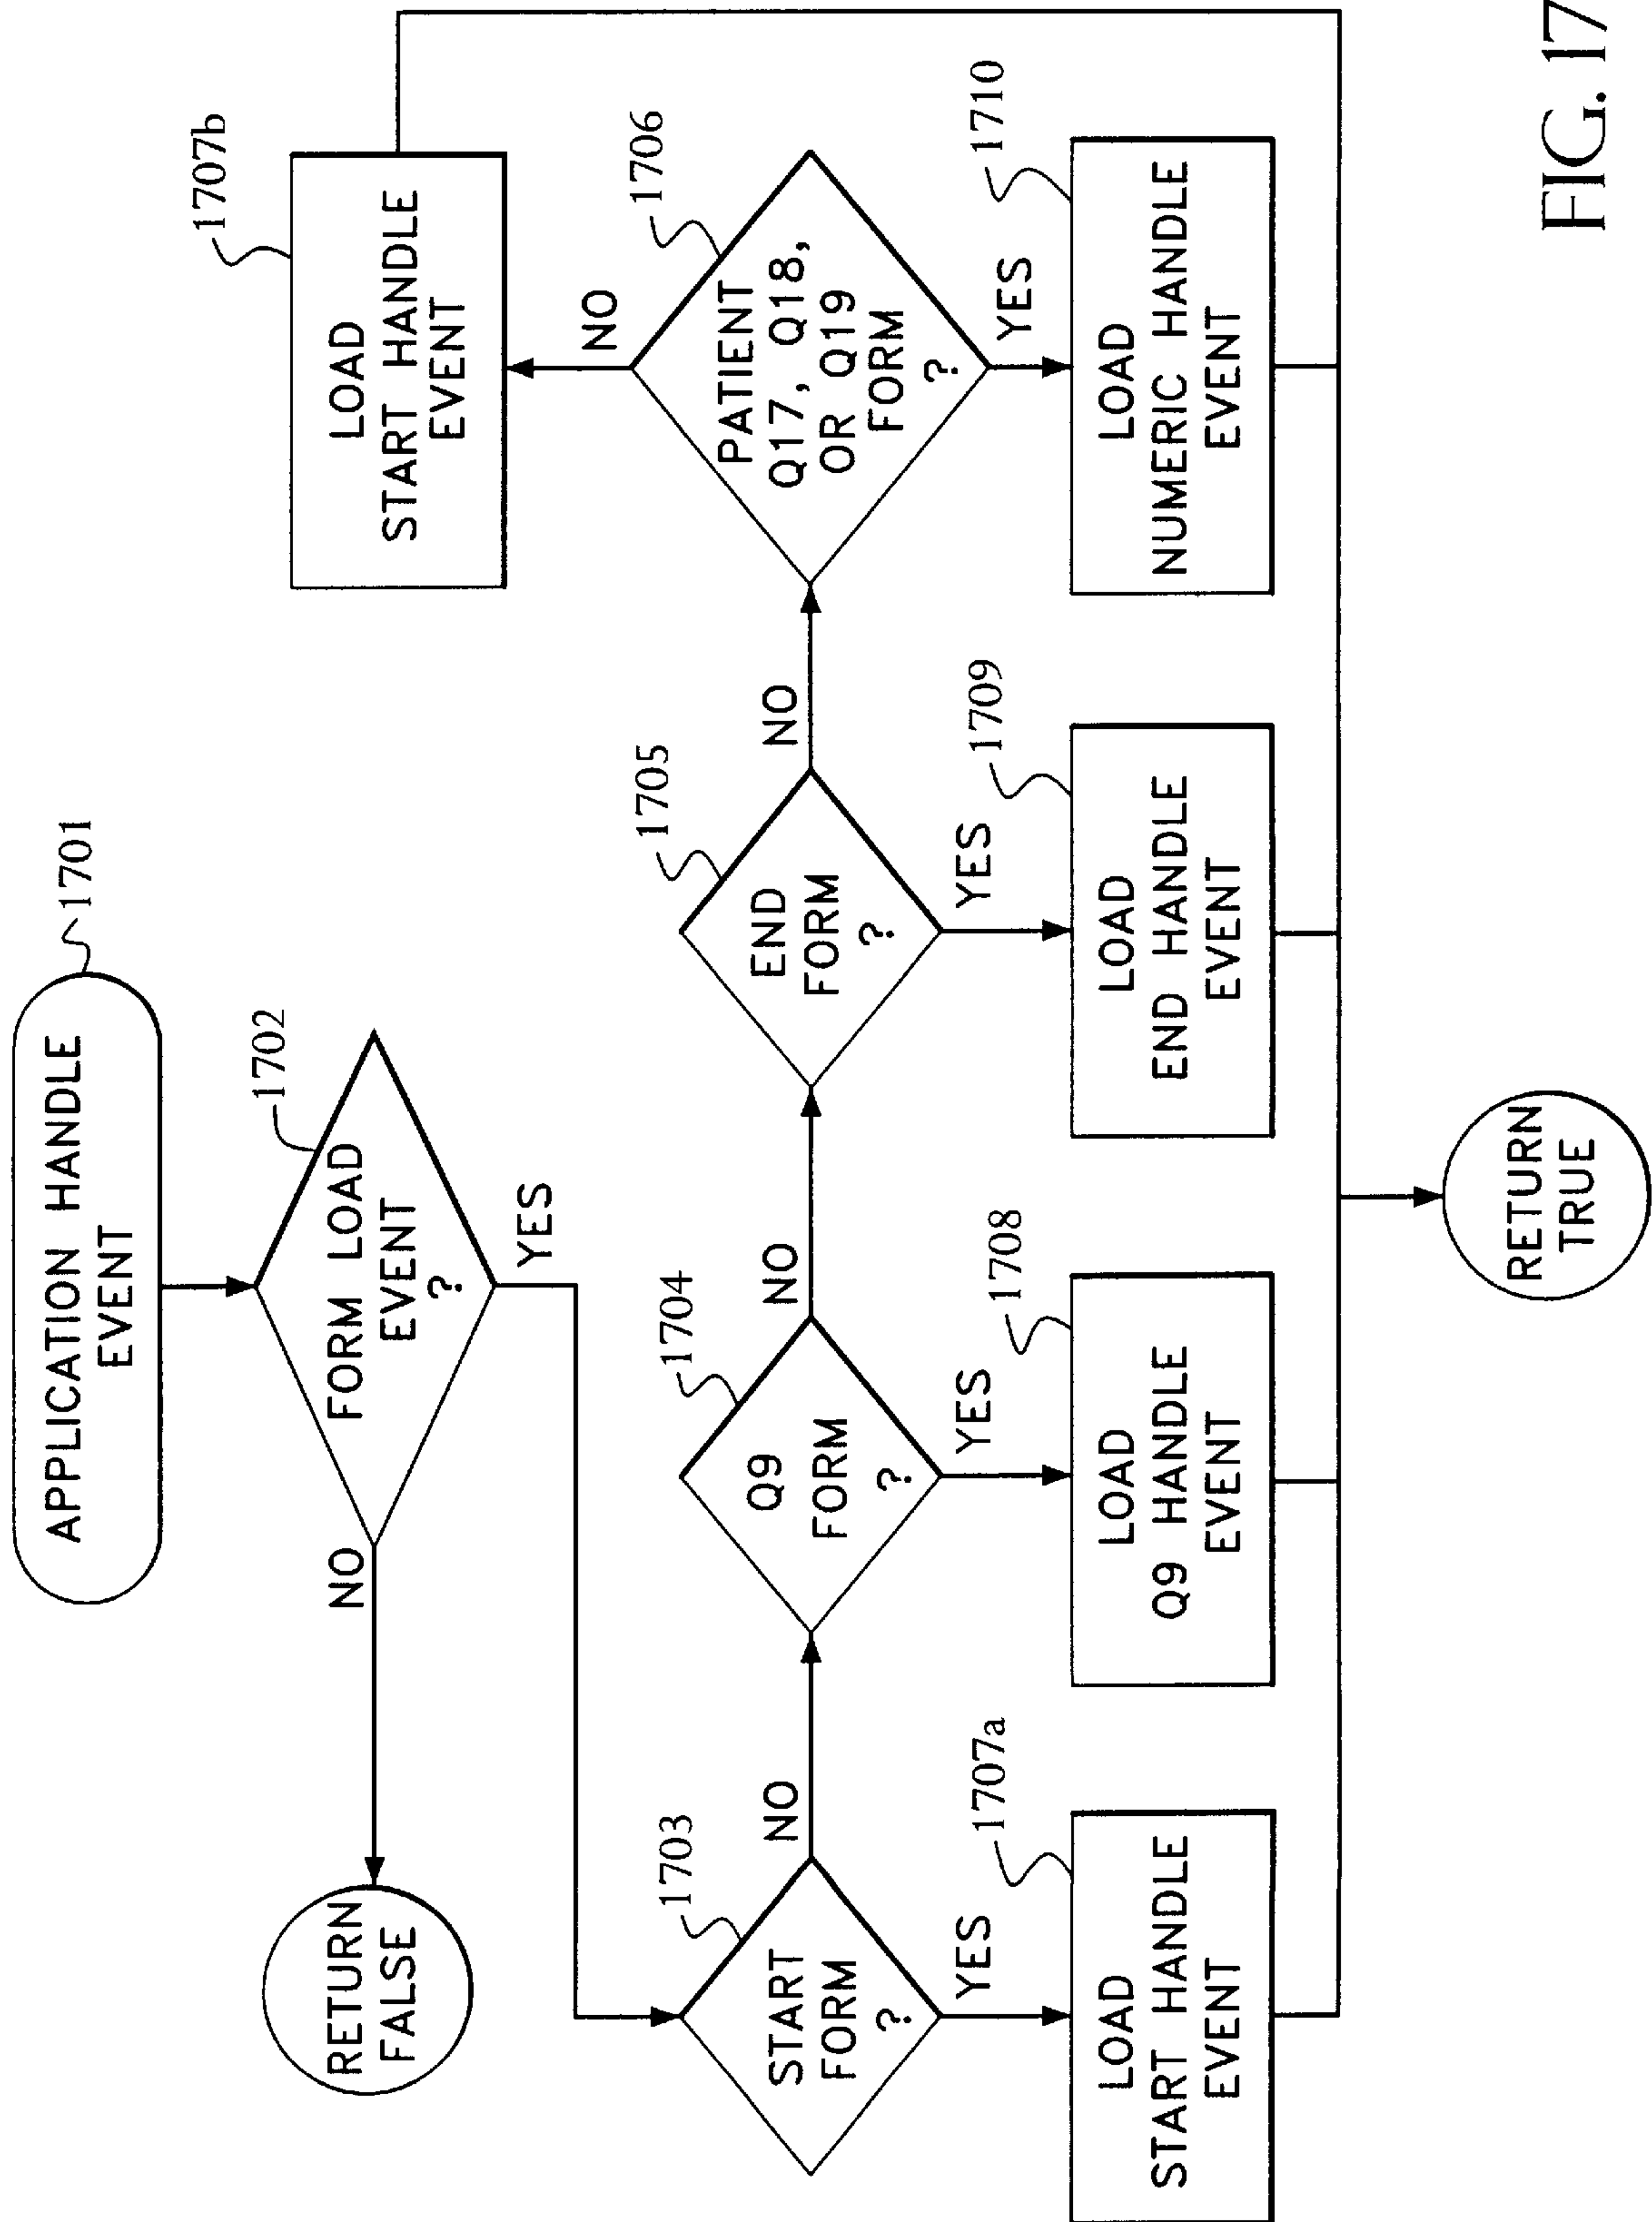 APPLICATION HANDLE
EVENT
1701
FORM LOAD
EVENT
?
1702
NO
YES
RETURN
FALSE
START
FORM
?
1703
NO
YES
Q9
FORM
?
1704
NO
YES
END
FORM
?
1705
NO
YES
PATIENT
Q17, Q18,
OR Q19
FORM
?
1706
NO
YES
LOAD
START HANDLE
EVENT
1707b
LOAD
START HANDLE
EVENT
1707a
LOAD
Q9 HANDLE
EVENT
1708
LOAD
END HANDLE
EVENT
1709
LOAD
NUMERIC HANDLE
EVENT
1710
RETURN
TRUE
FIG. 17